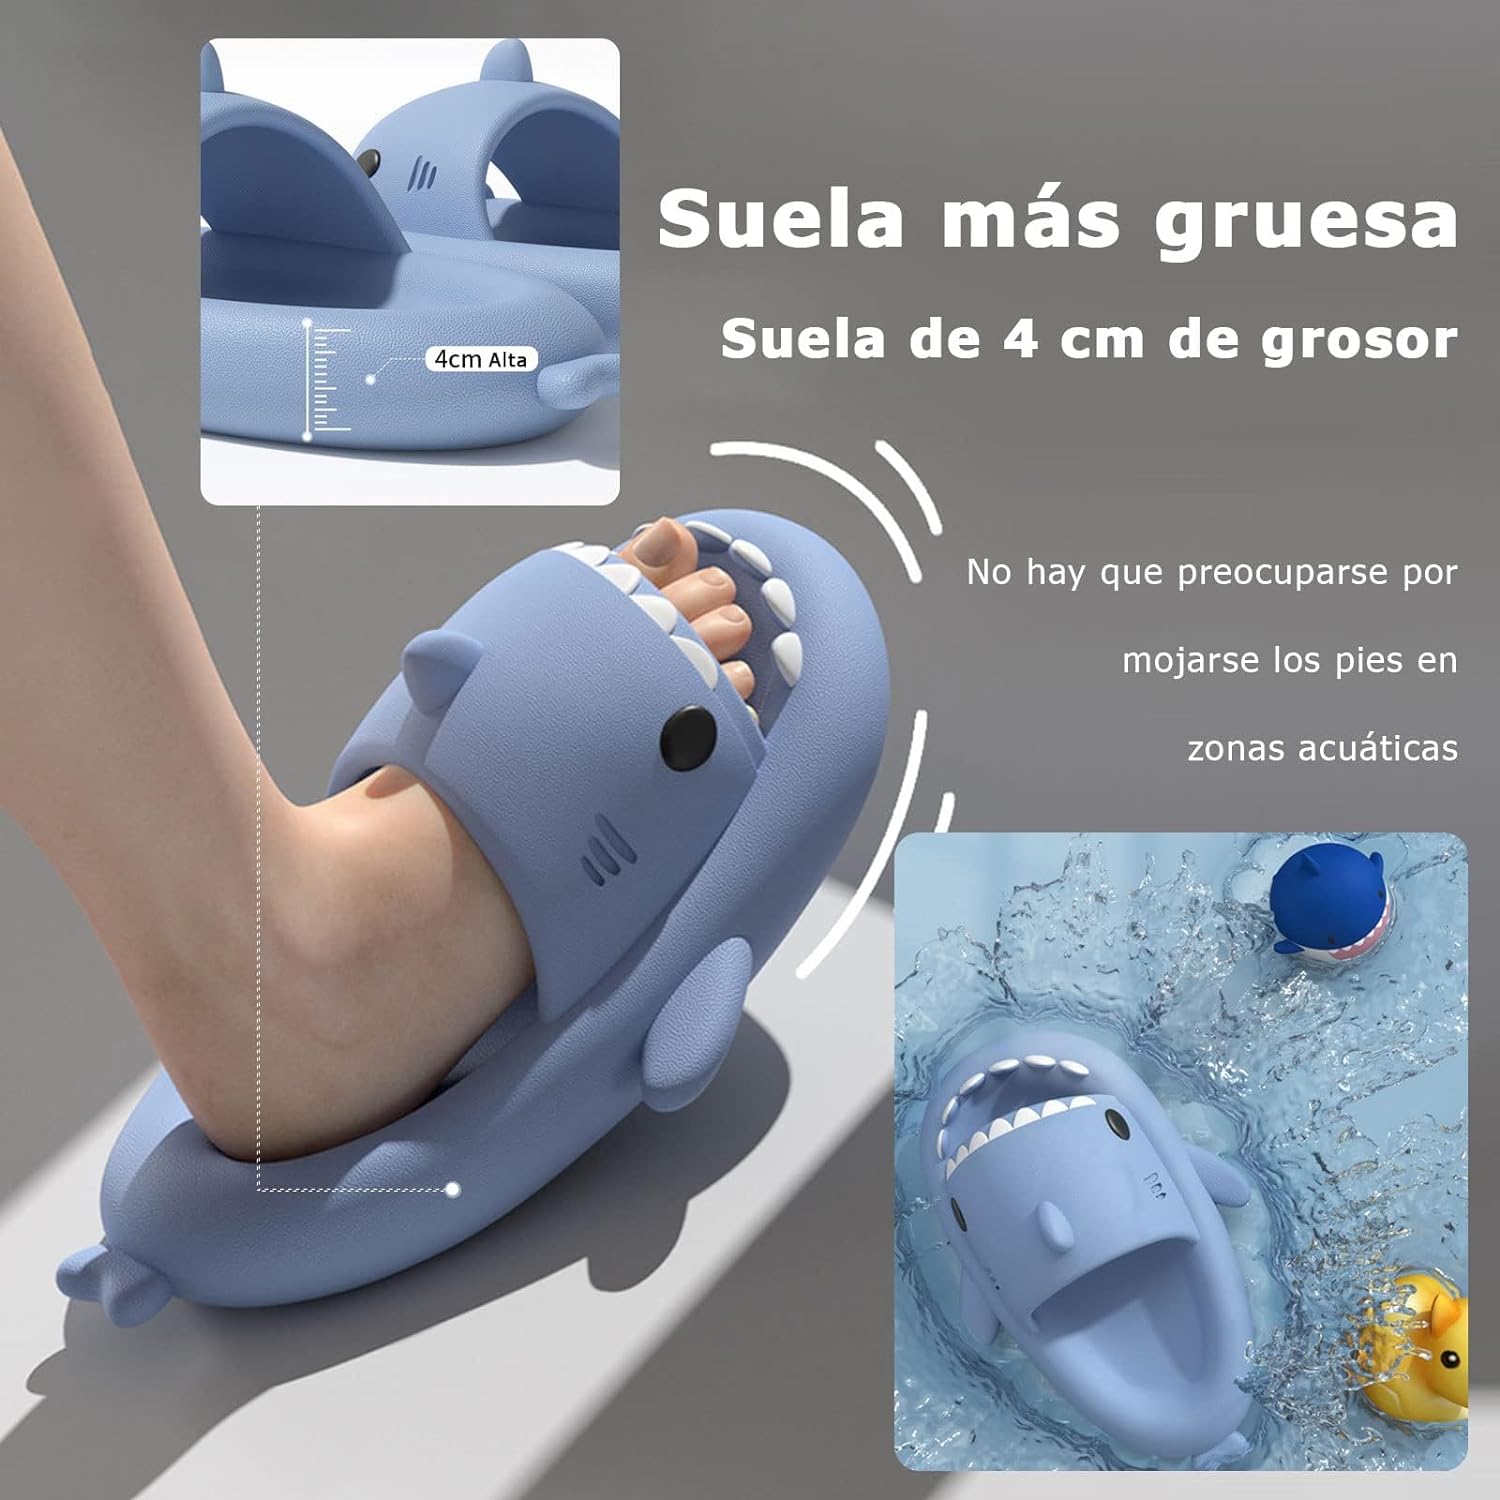 Suela más gruesa
Suela de 4 cm de grosor
4cm Alta
No hay que preocuparse por
mojarse los pies en
zonas acuáticas